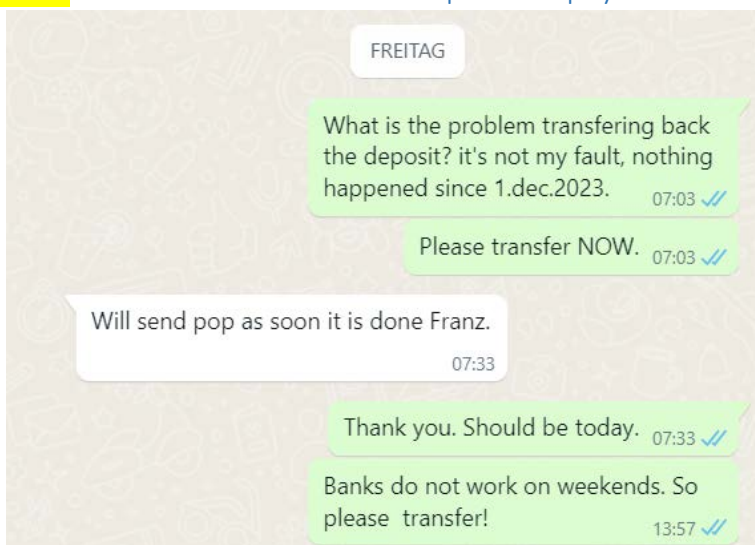 FREITAG
What is the problem transfering back
the deposit? it's not my fault, nothing
happened since 1.dec.2023. 07:03
Please transfer NOW. 07:03
Will send pop as soon it is done Franz.
07:33
Thank you. Should be today. 07:33
Banks do not work on weekends. So
please transfer! 13:57